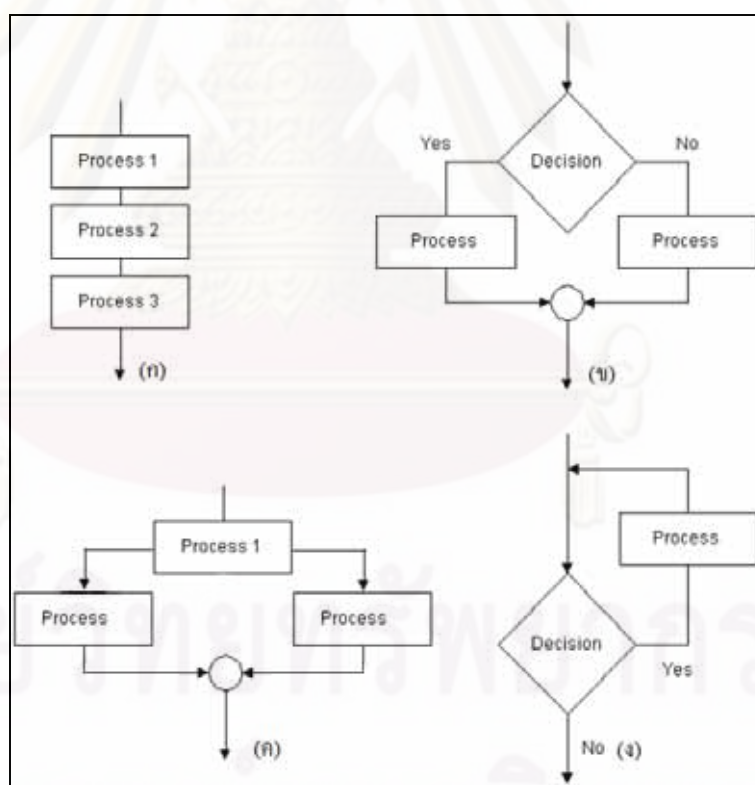 Process 1
Process 2
Process 3
(ก)
Decision
Yes
No
Process
Process
(ข)
Process 1
Process
Process
(ค)
Process
Decision
Yes
No
(ง)